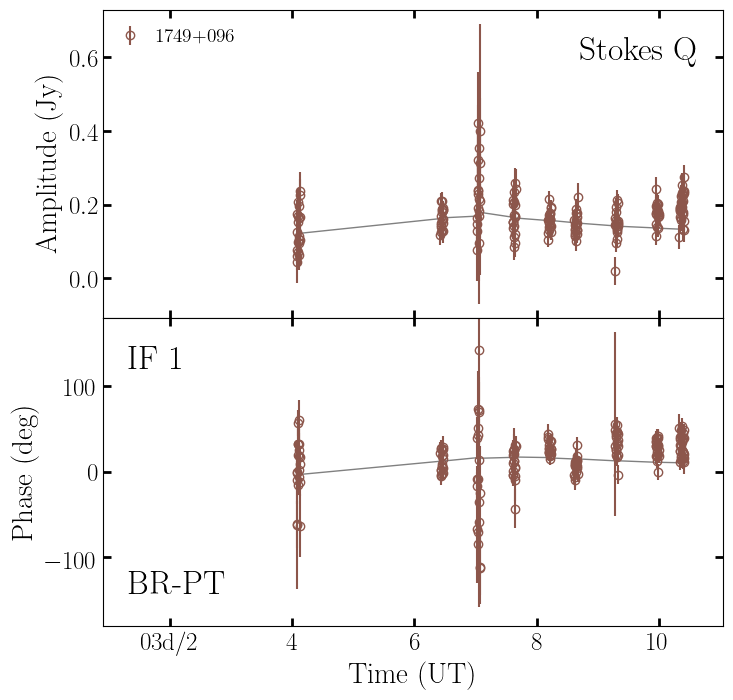 1749+096
Stokes Q
0.6
0.4
0.2
0.0
Amplitude (Jy)
IF 1
100
0
−100
Phase (deg)
BR-PT
03d/2 4 6 8 10
Time (UT)